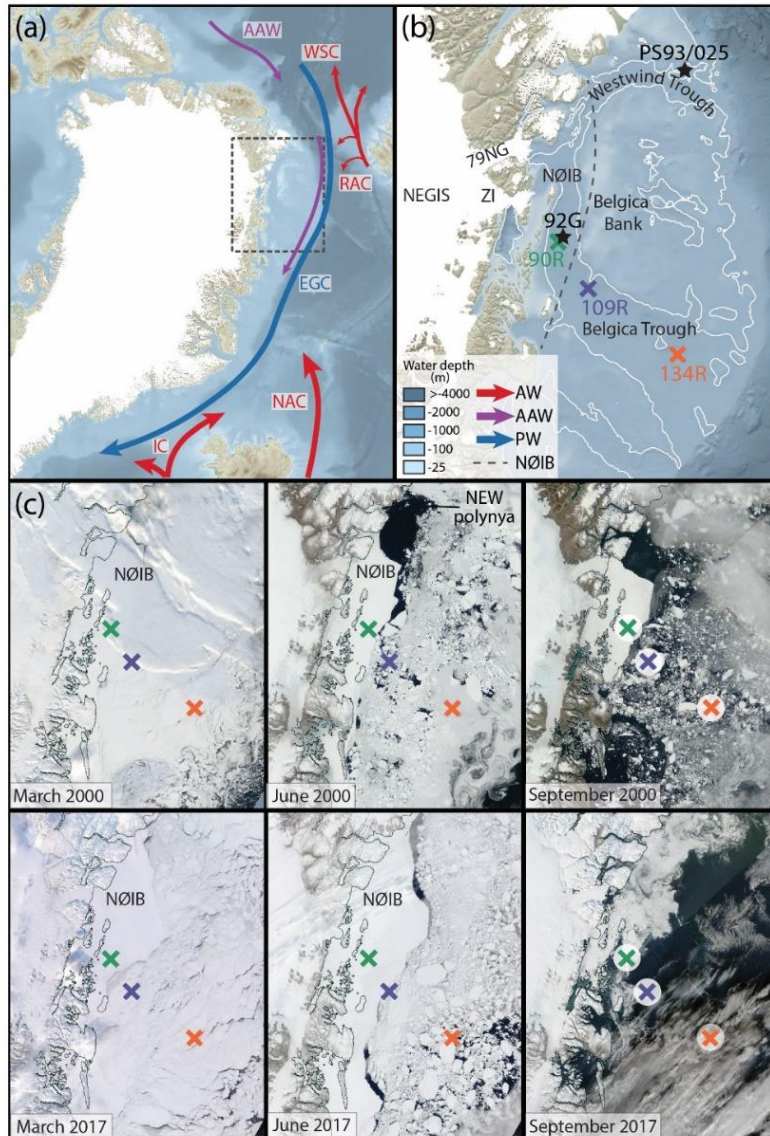 (a)
AAW
WSC
RAC
EGC
NAC
IC
(b)
PS93/025
Westwind Trough
79NG
NØIB
NEGIS
ZI
Belgica
Bank
92G
90R
109R
Belgica Trough
134R
Water depth
(m)
>-4000
-2000
-1000
-100
-25
AW
AAW
PW
NØIB
(c)
NØIB
March 2000
NEW
polynya
NØIB
June 2000
September 2000
NØIB
March 2017
NØIB
June 2017
September 2017